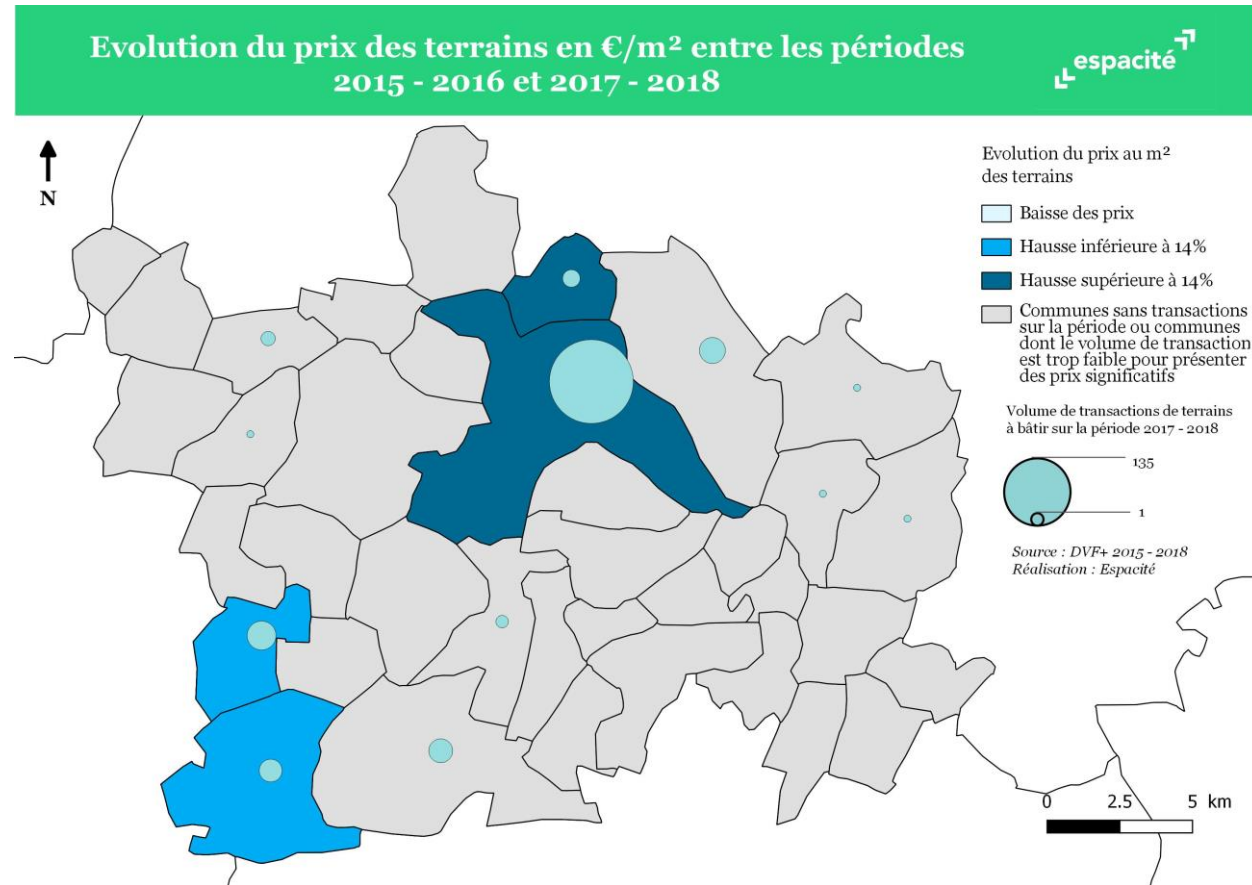 Evolution du prix des terrains en €/m² entre les périodes
2015 - 2016 et 2017 - 2018
espacité
N
Evolution du prix au m²
des terrains
Baisse des prix
Hausse inférieure à 14%
Hausse supérieure à 14%
Communes sans transactions
sur la période ou communes
dont le volume de transaction
est trop faible pour présenter
des prix significatifs
Volume de transactions de terrains
à bâtir sur la période 2017 - 2018
135
1
Source : DVF+ 2015 - 2018
Réalisation : Espacité
0 2.5 5 km